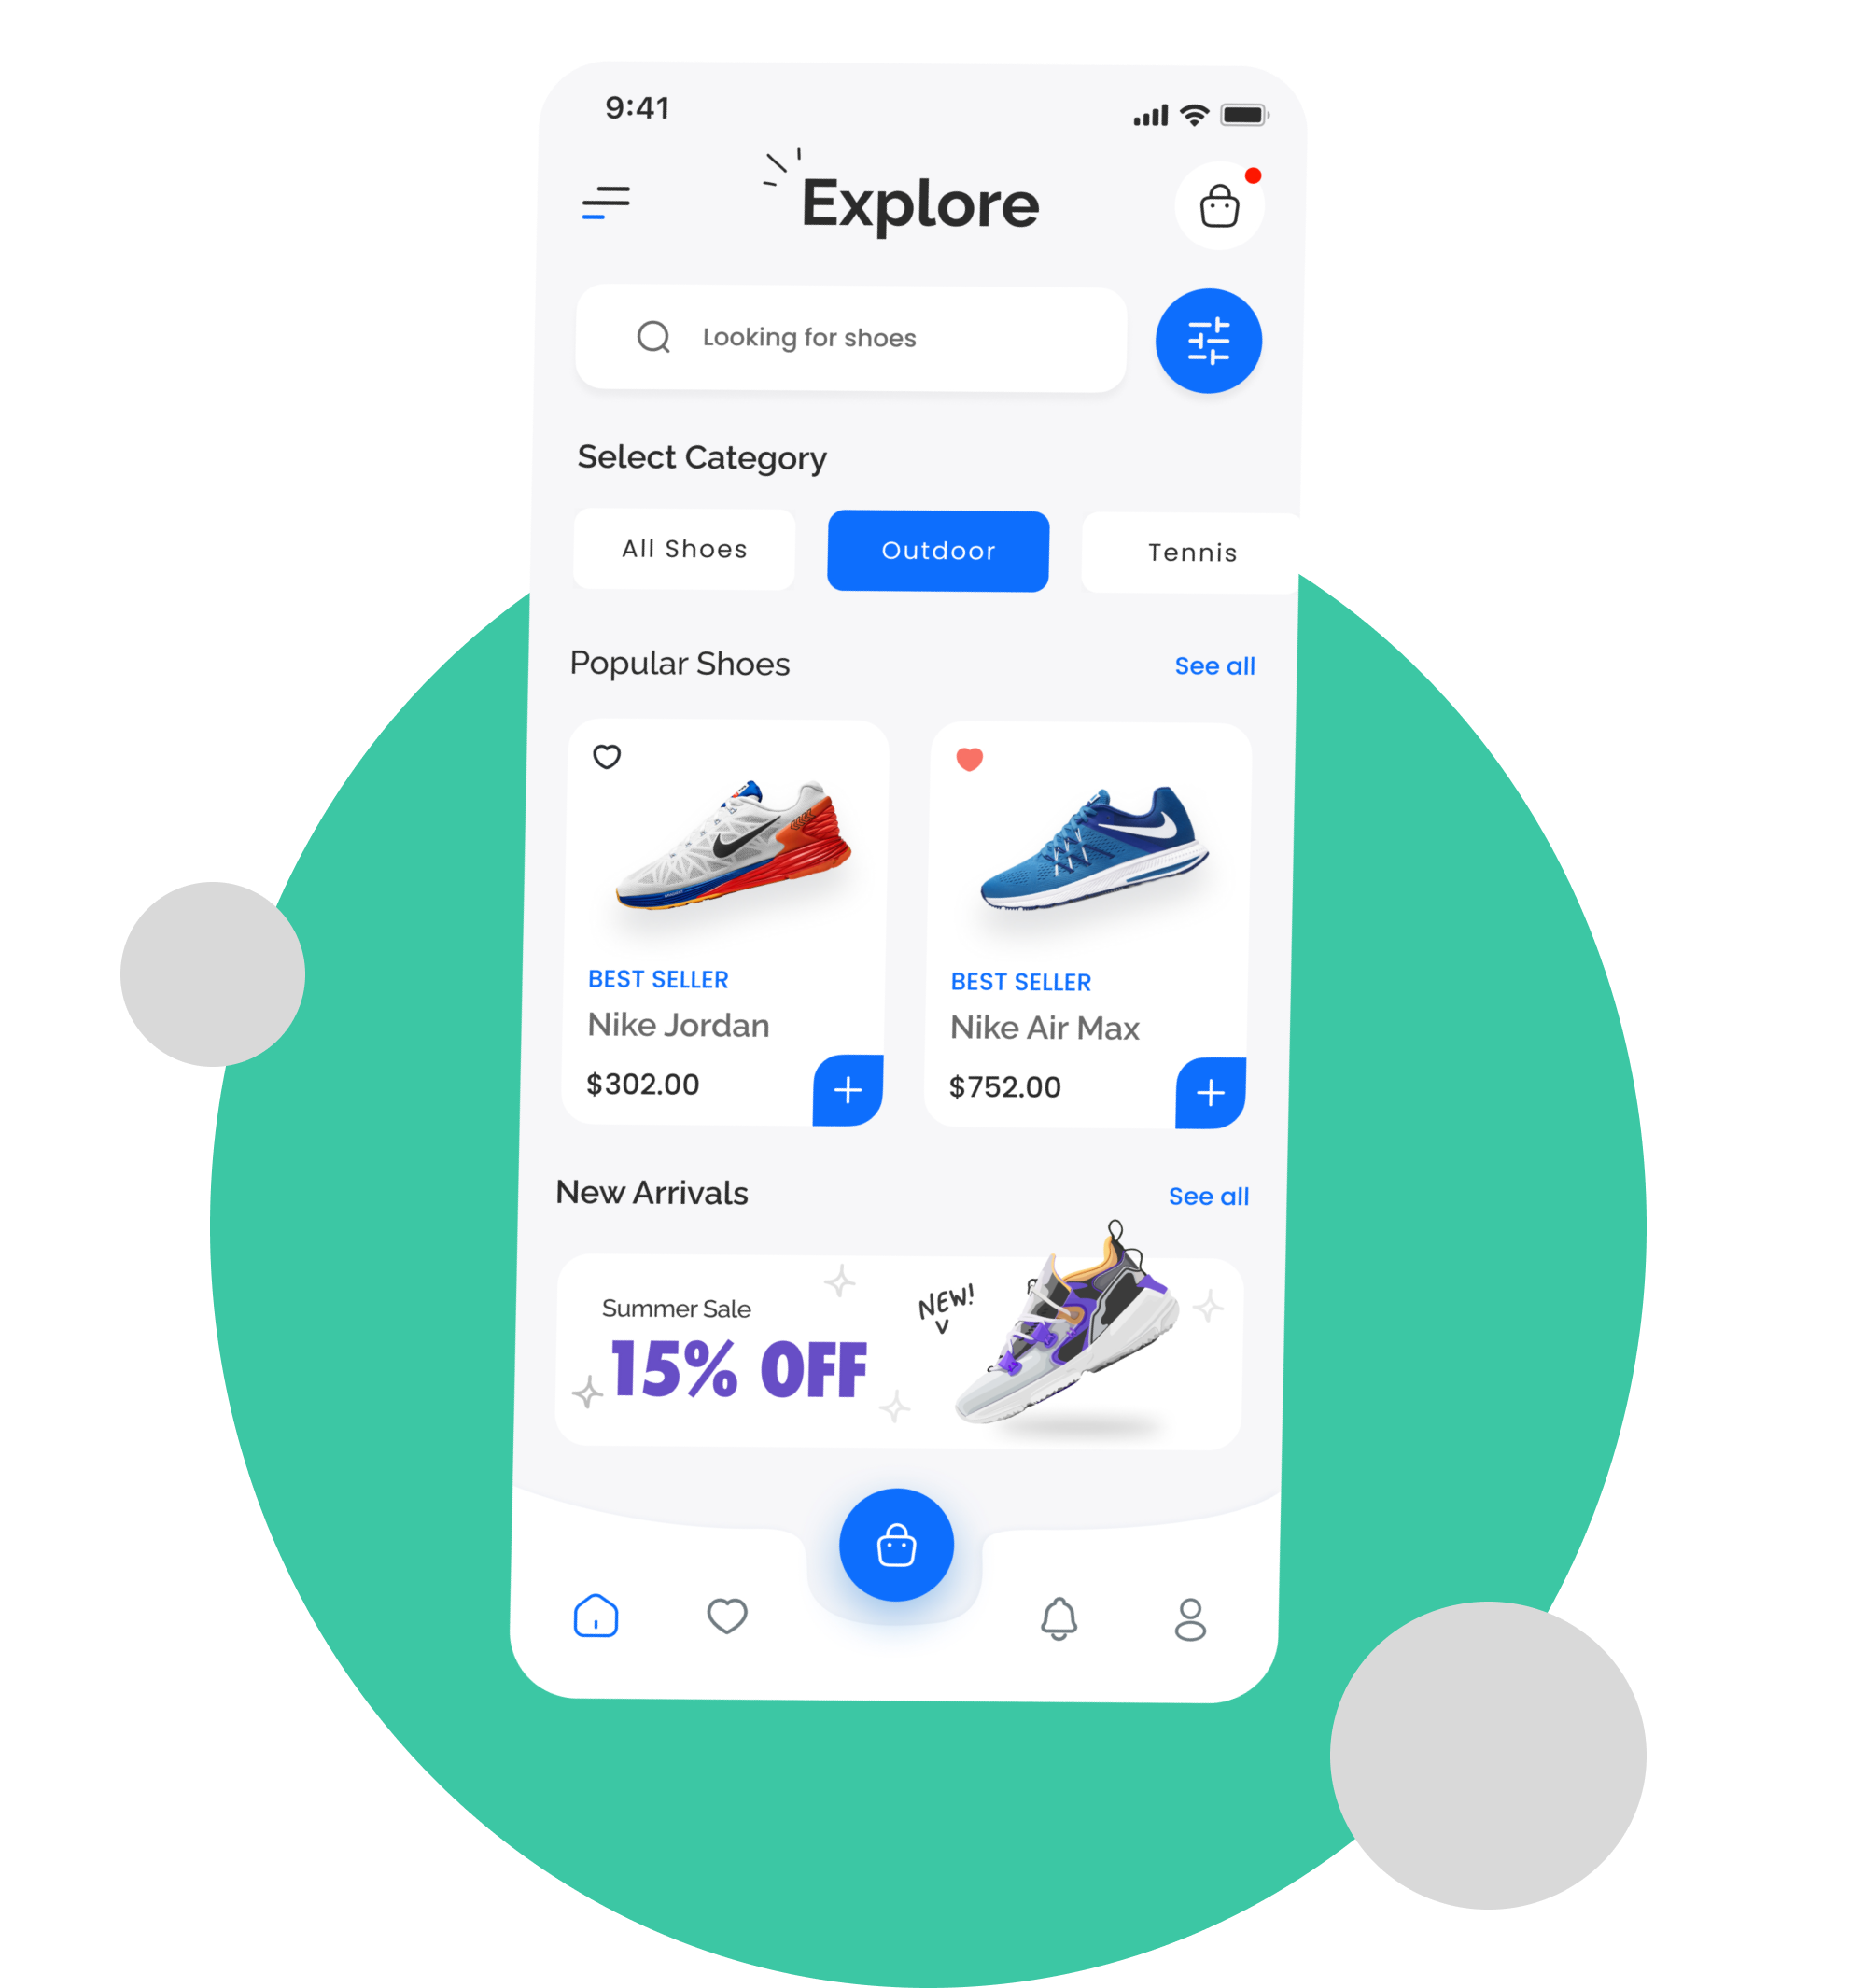 9:41
Explore
Looking for shoes
Select Category
All Shoes
Outdoor
Tennis
Popular Shoes
See all
BEST SELLER
Nike Jordan
$302.00
BEST SELLER
Nike Air Max
$752.00
New Arrivals
See all
Summer Sale
15% OFF
NEW!